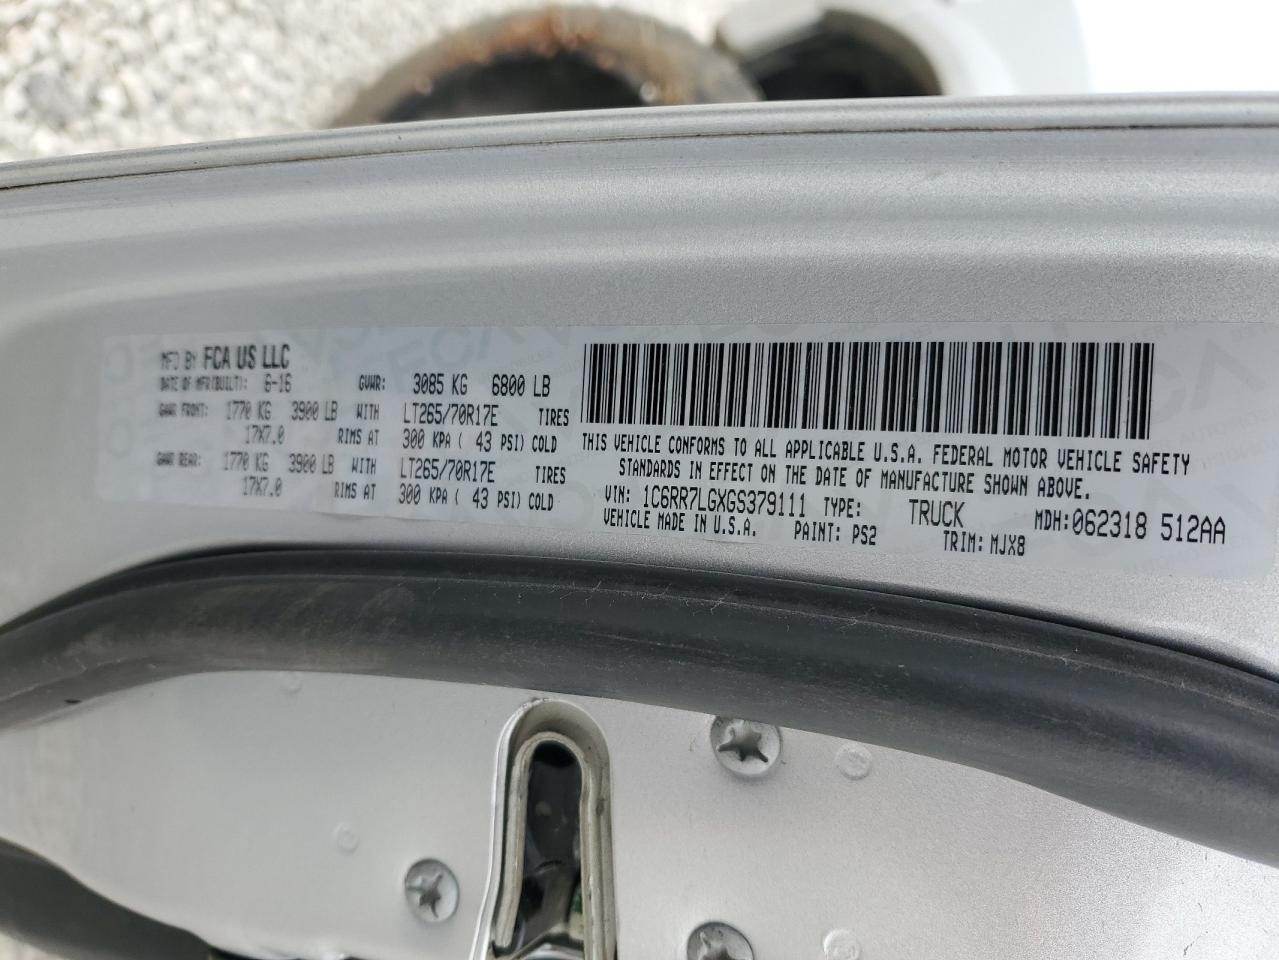 MFD BY FCA US LLC
DATE OF MFR(BUILT): 6-16 GVWR: 3085 KG 6800 LB
GAWR FRONT: 1770 KG 3900 LB WITH LT265/70R17E TIRES
17X7.0 RIMS AT 300 KPA ( 43 PSI) COLD
GAWR REAR: 1770 KG 3900 LB WITH LT265/70R17E TIRES
17X7.0 RIMS AT 300 KPA ( 43 PSI) COLD
THIS VEHICLE CONFORMS TO ALL APPLICABLE U.S.A. FEDERAL MOTOR VEHICLE SAFETY
STANDARDS IN EFFECT ON THE DATE OF MANUFACTURE SHOWN ABOVE.
VIN: 1C6RR7LGXGS379111 TYPE: TRUCK MDH:062318 512AA
VEHICLE MADE IN U.S.A. PAINT: PS2 TRIM: MJX8